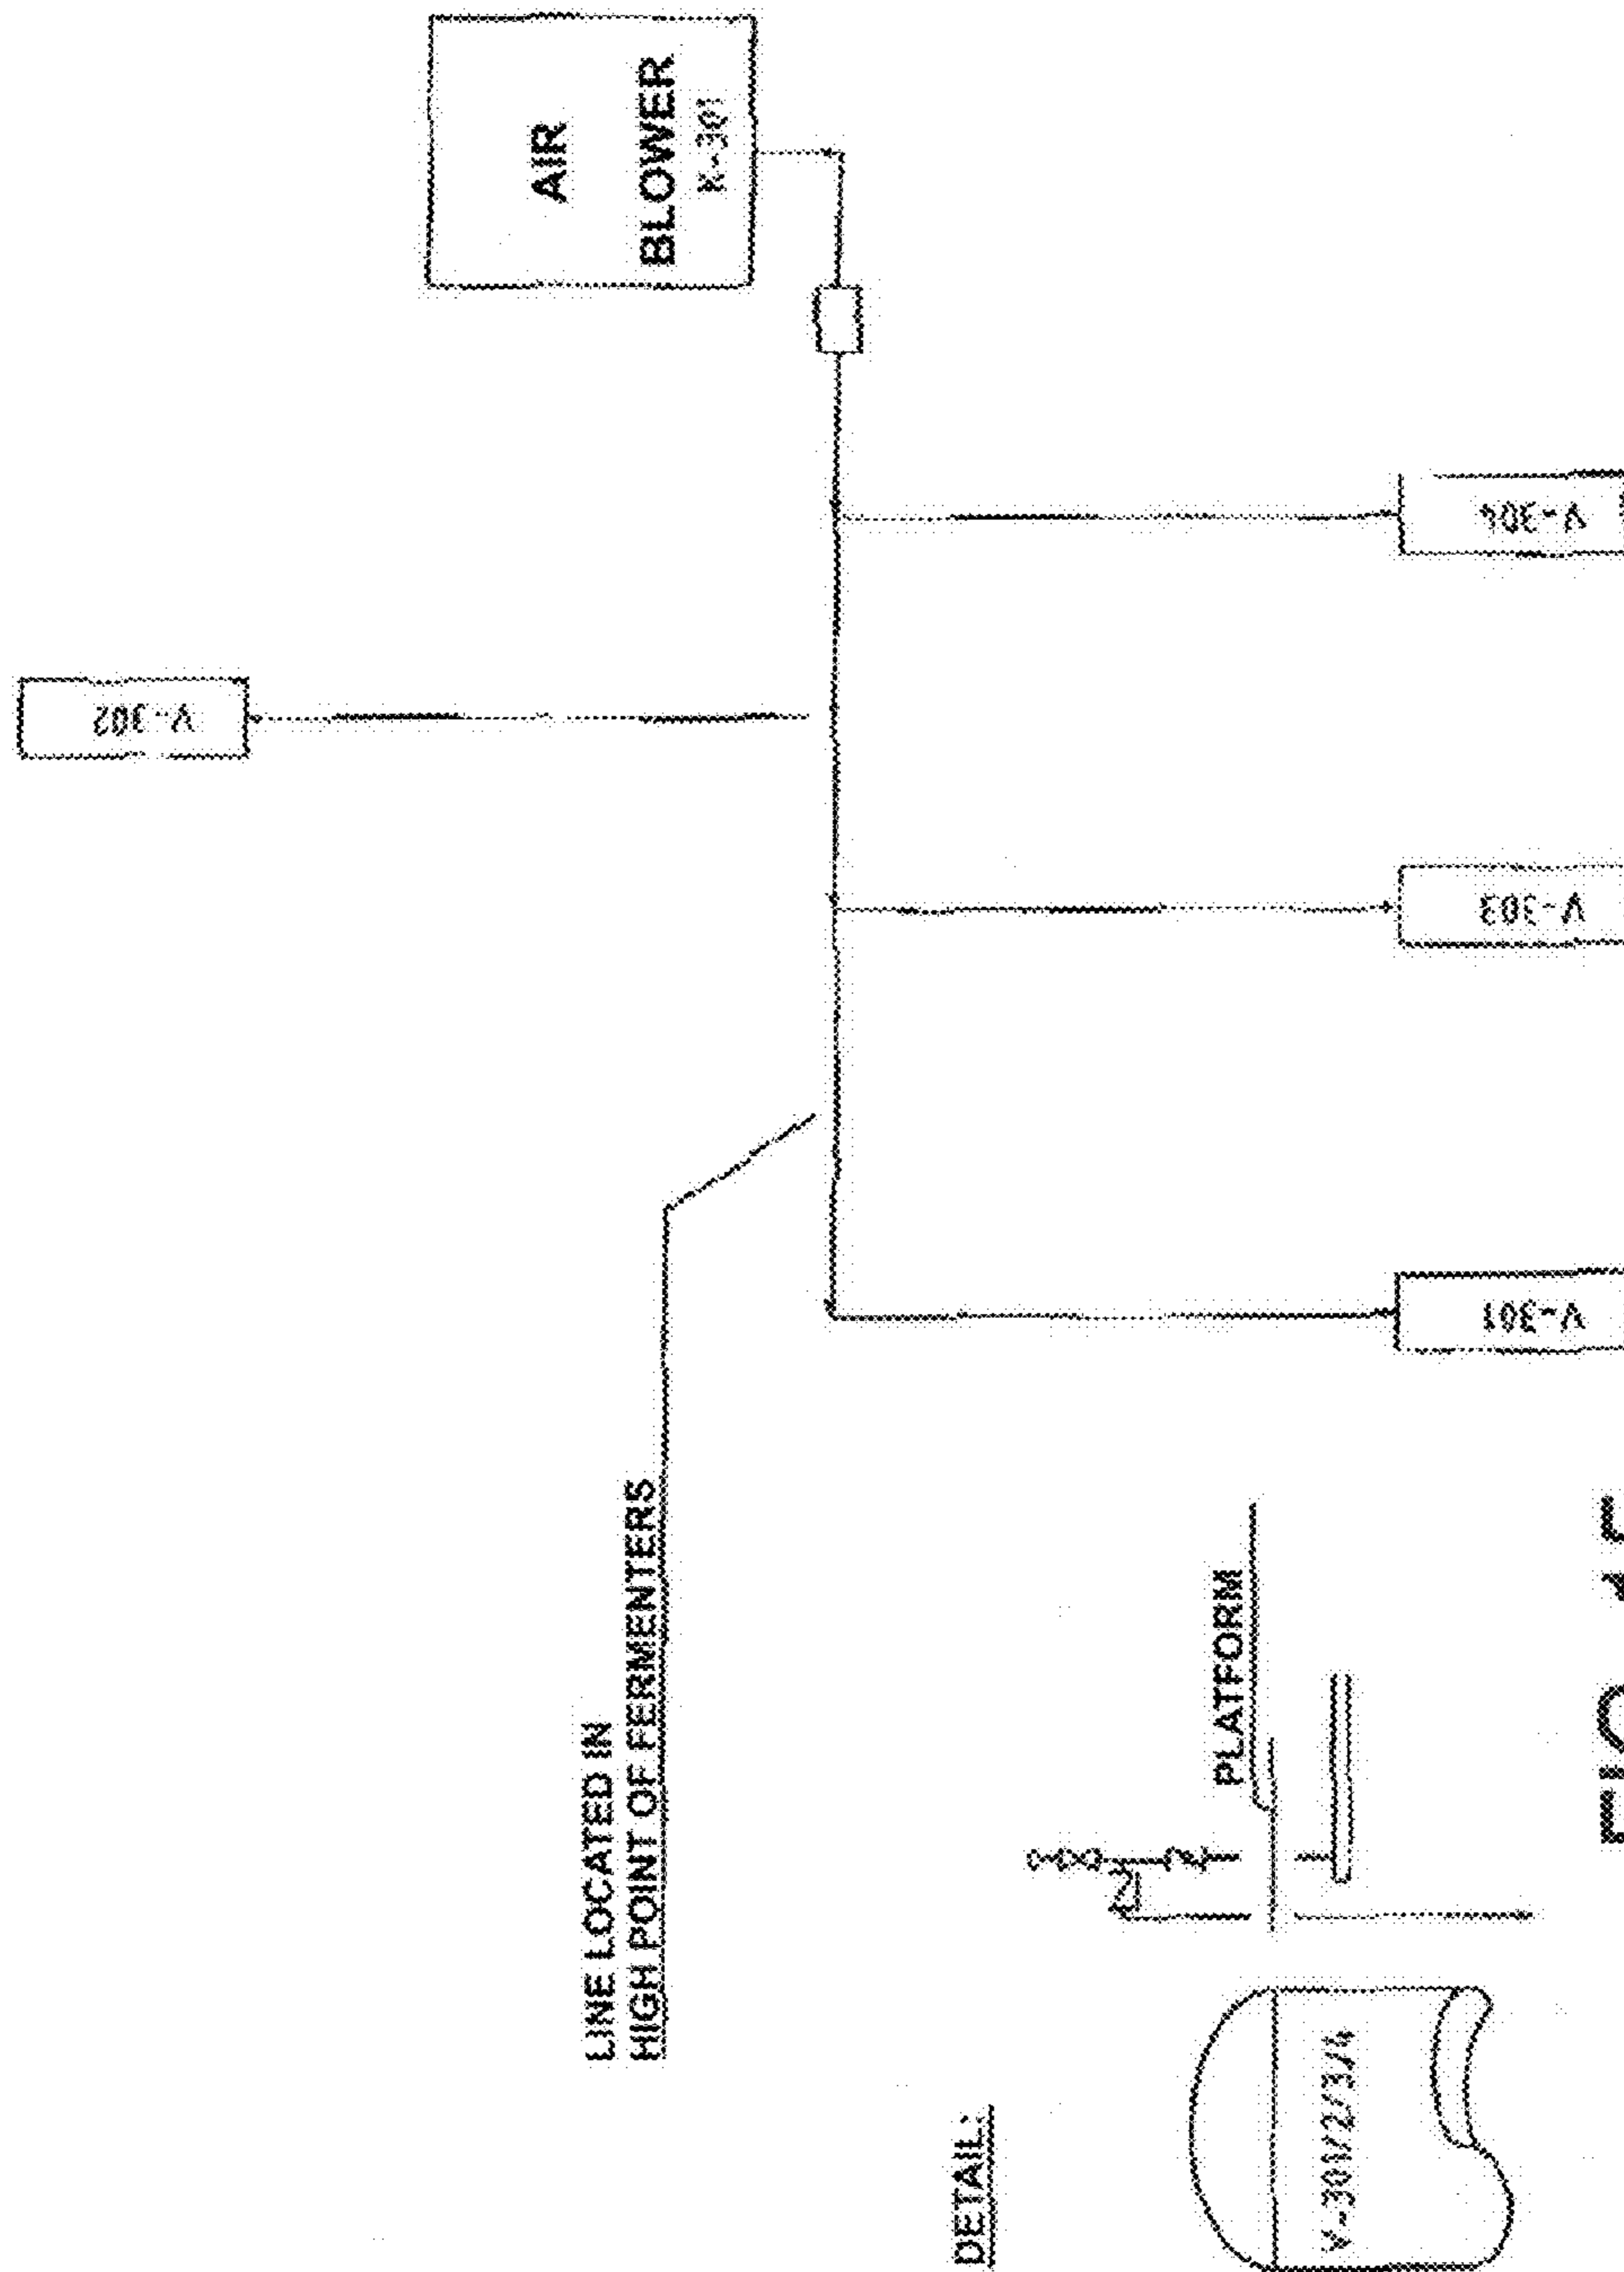 AIR
BLOWER
K-301
V-302
V-304
V-303
V-301
LINE LOCATED IN
HIGH POINT OF FERMENTERS
DETAIL:
PLATFORM
V-301/2/3/4